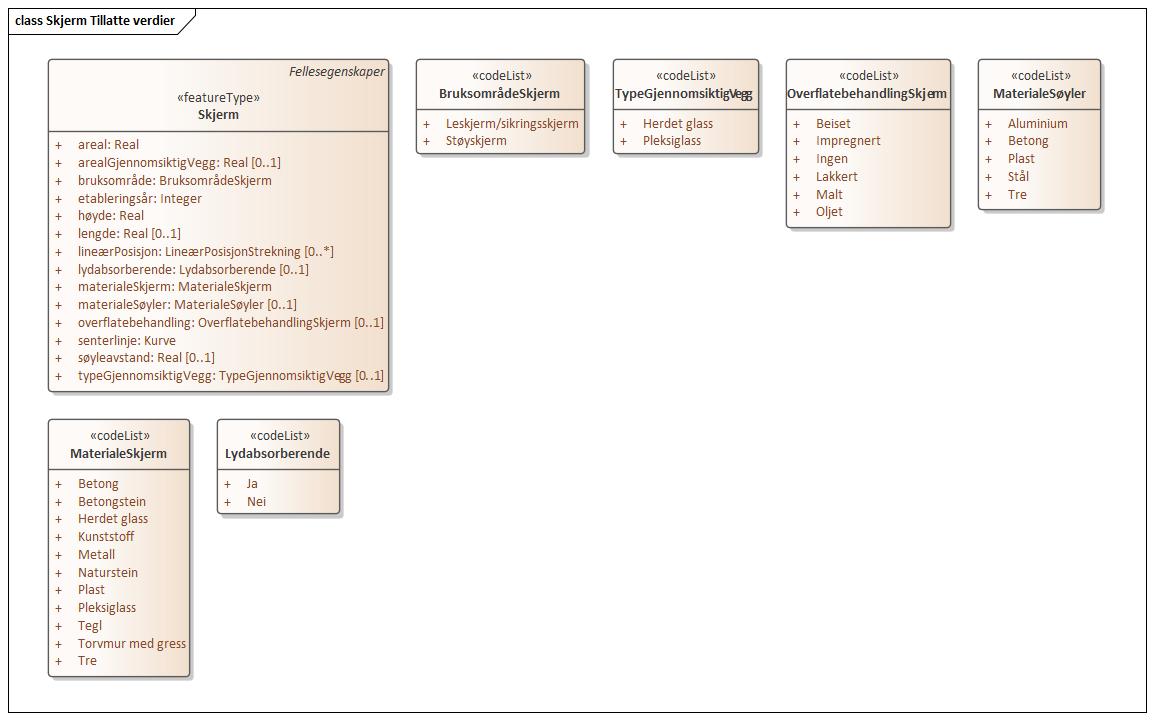 class Skjerm Tillatte verdier
Fellesegenskaper
«featureType»
Skjerm
+ areal: Real
+ arealGjennomsiktigVegg: Real [0..1]
+ bruksområde: BruksområdeSkjerm
+ etableringsår: Integer
+ høyde: Real
+ lengde: Real [0..1]
+ lineærPosisjon: LineærPosisjonStrekning [0..*]
+ lydabsorberende: Lydabsorberende [0..1]
+ materialeSkjerm: MaterialeSkjerm
+ materialeSøyler: MaterialeSøyler [0..1]
+ overflatebehandling: OverflatebehandlingSkjerm [0..1]
+ senterlinje: Kurve
+ søyleavstand: Real [0..1]
+ typeGjennomsiktigVegg: TypeGjennomsiktigVegg [0..1]
«codeList»
BruksområdeSkjerm
+ Leskjerm/sikringsskjerm
+ Støyskjerm
«codeList»
TypeGjennomsiktigVegg
+ Herdet glass
+ Pleksiglass
«codeList»
OverflatebehandlingSkjerm
+ Beiset
+ Impregnert
+ Ingen
+ Lakkert
+ Malt
+ Oljet
«codeList»
MaterialeSøyler
+ Aluminium
+ Betong
+ Plast
+ Stål
+ Tre
«codeList»
MaterialeSkjerm
+ Betong
+ Betongstein
+ Herdet glass
+ Kunststoff
+ Metall
+ Naturstein
+ Plast
+ Pleksiglass
+ Tegl
+ Torvmur med gress
+ Tre
«codeList»
Lydabsorberende
+ Ja
+ Nei